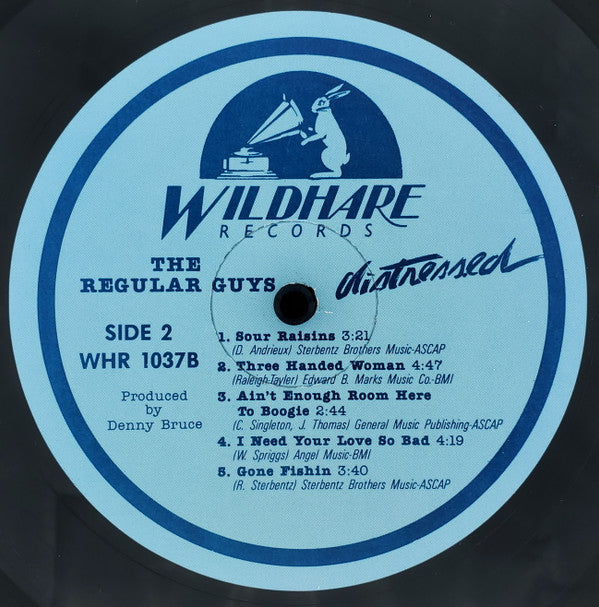 WILDHARE
RECORDS
THE
REGULAR GUYS
distressed
SIDE 2
WHR 1037B
Produced
by
Denny Bruce
1. Sour Raisins 3:21
(D. Andrieux) Sterbentz Brothers Music-ASCAP
2. Three Handed Woman 4:47
(Raleigh-Tayler) Edward B. Marks Music Co.-BMI
3. Ain't Enough Room Here
To Boogie 2:44
(C. Singleton, J. Thomas) General Music Publishing-ASCAP
4. I Need Your Love So Bad 4:19
(W. Spriggs) Angel Music-BMI
5. Gone Fishin 3:40
(R. Sterbentz) Sterbentz Brothers Music-ASCAP